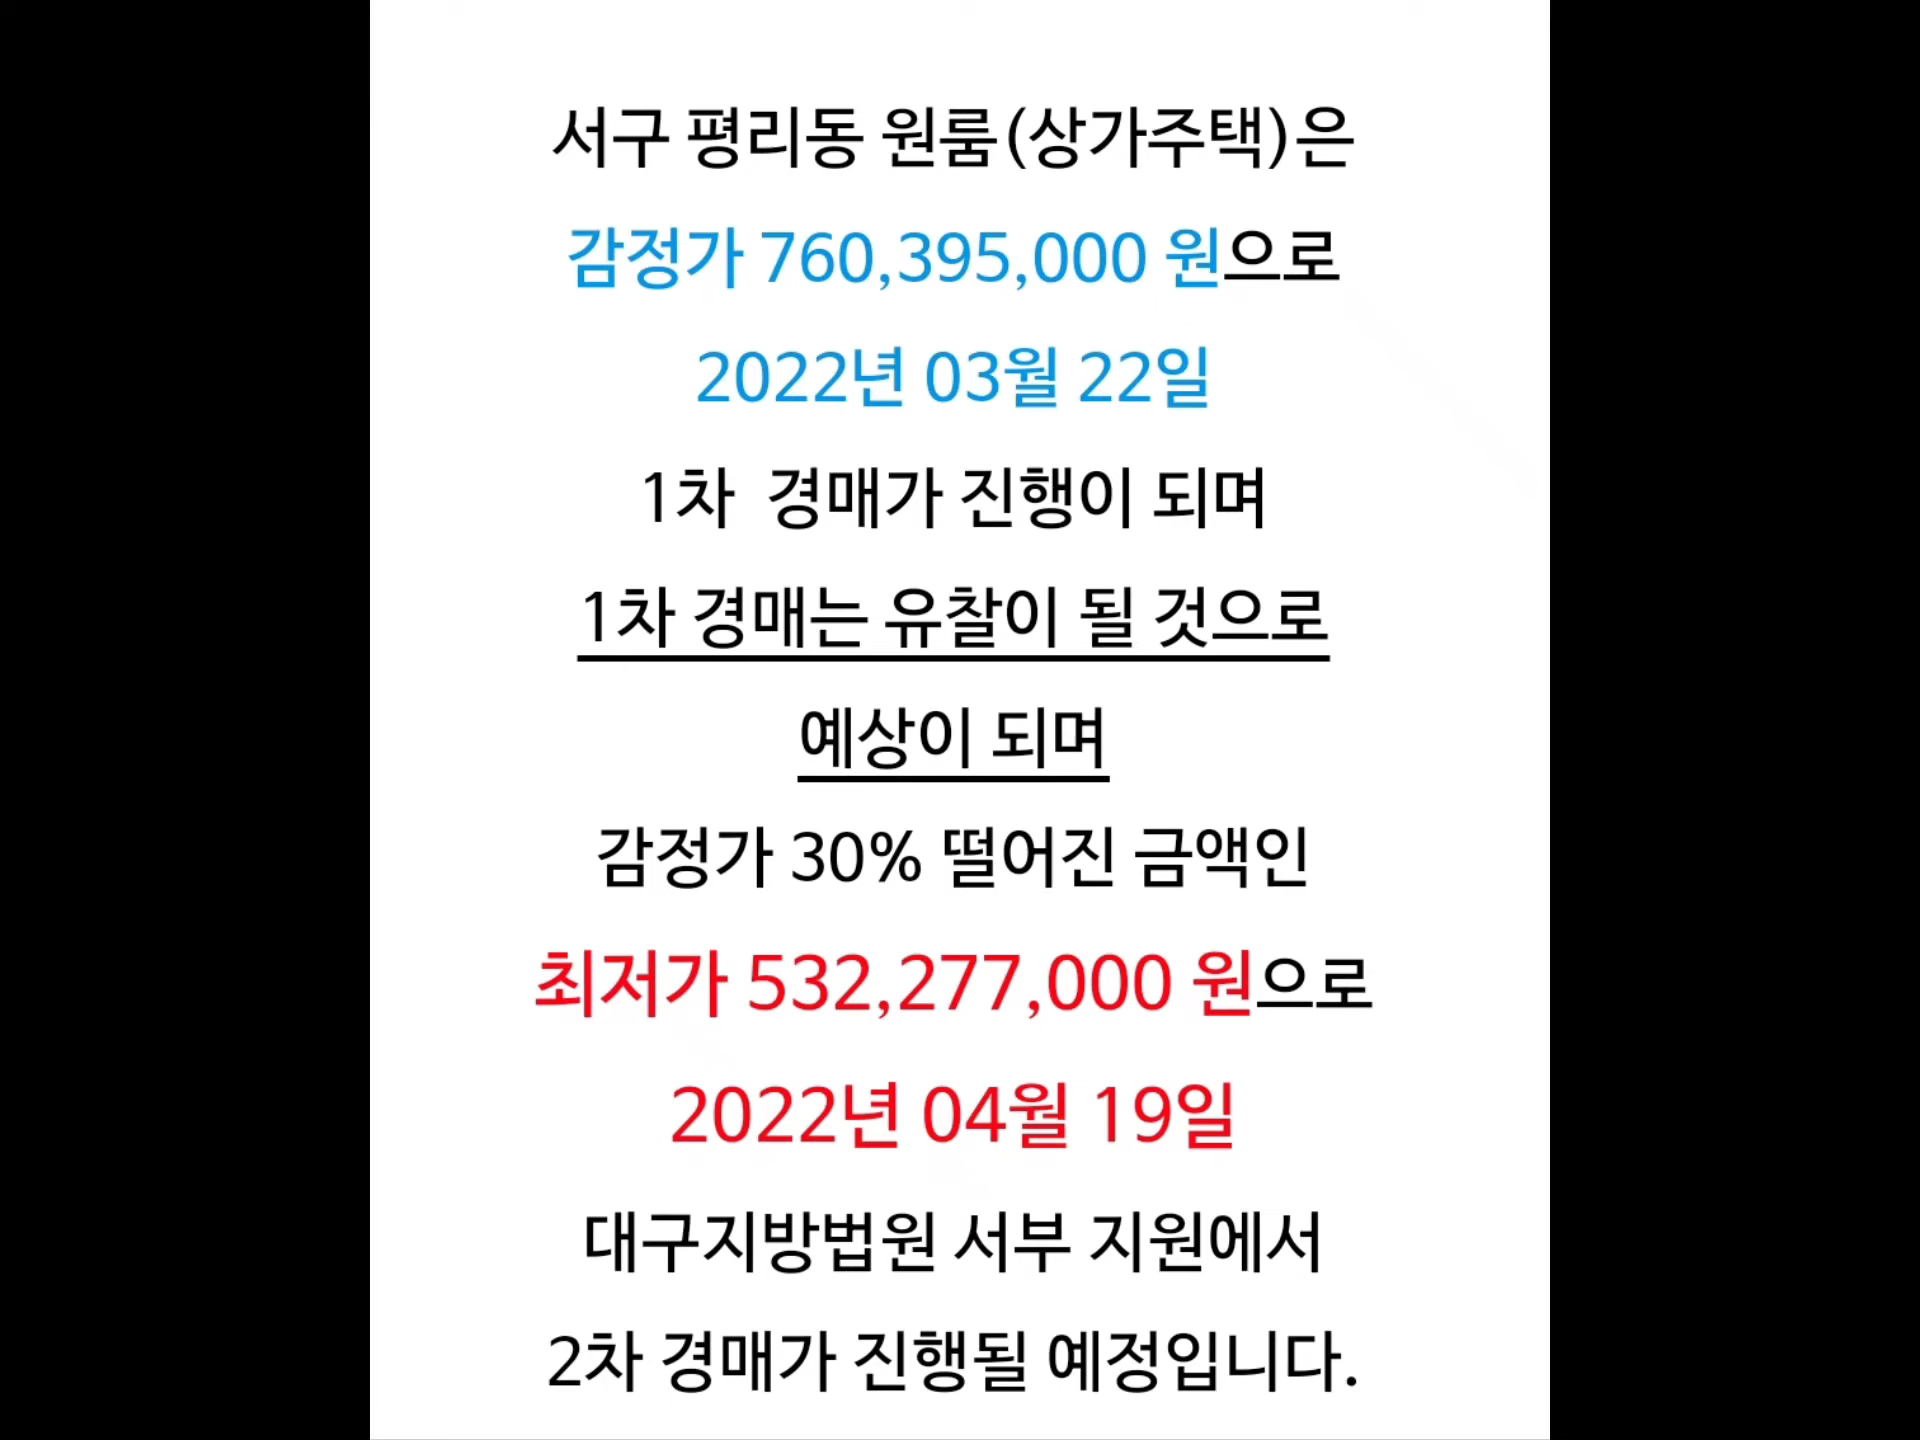 서구 평리동 원룸(상가주택)은
감정가 760,395,000 원으로
2022년 03월 22일
1차 경매가 진행이 되며
1차 경매는 유찰이 될 것으로
예상이 되며
감정가 30% 떨어진 금액인
최저가 532,277,000 원으로
2022년 04월 19일
대구지방법원 서부 지원에서
2차 경매가 진행될 예정입니다.